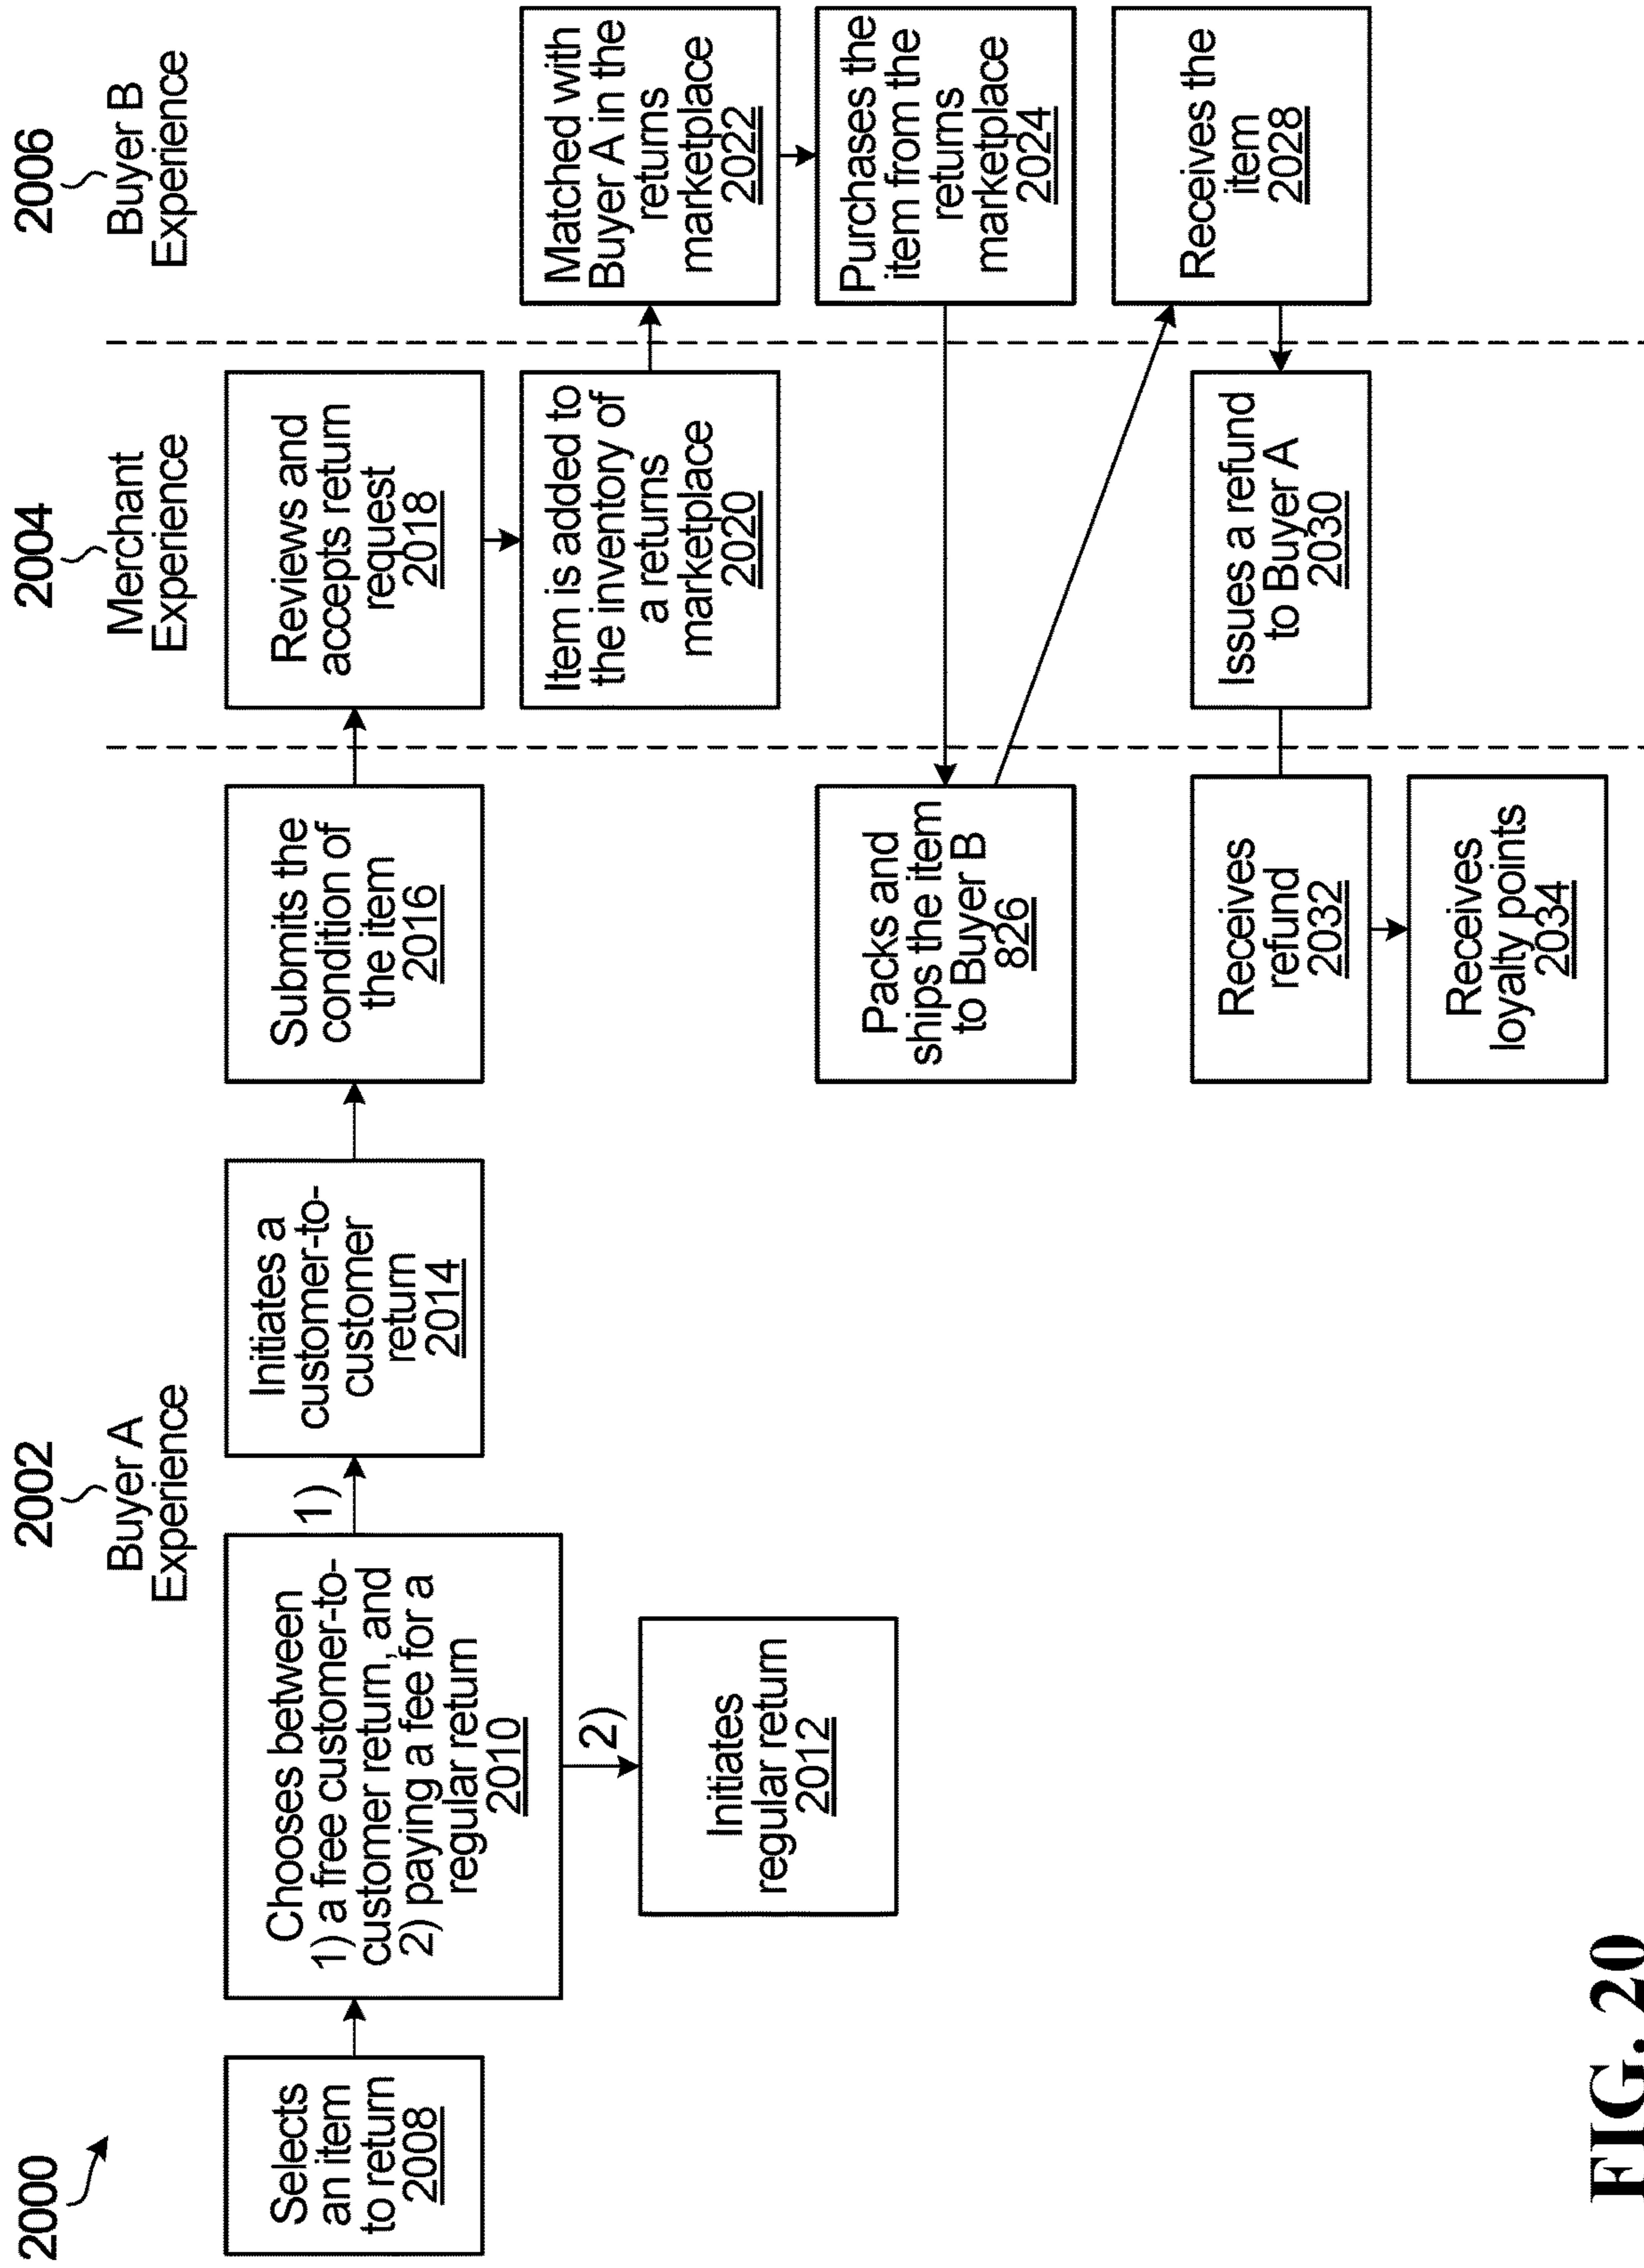 2000
2002
Buyer A
Experience
2004
Merchant
Experience
2006
Buyer B
Experience
Selects
an item
to return
2008
Chooses between
1) a free customer-to-
customer return, and
2) paying a fee for a
regular return
2010
1)
2)
Initiates
regular return
2012
Initiates a
customer-to-
customer
return
2014
Submits the
condition of
the item
2016
Reviews and
accepts return
request
2018
Item is added to
the inventory of
a returns
marketplace
2020
Matched with
Buyer A in the
returns
marketplace
2022
Purchases the
item from the
returns
marketplace
2024
Packs and
ships the item
to Buyer B
826
Receives the
item
2028
Issues a refund
to Buyer A
2030
Receives
refund
2032
Receives
loyalty points
2034
FIG. 20